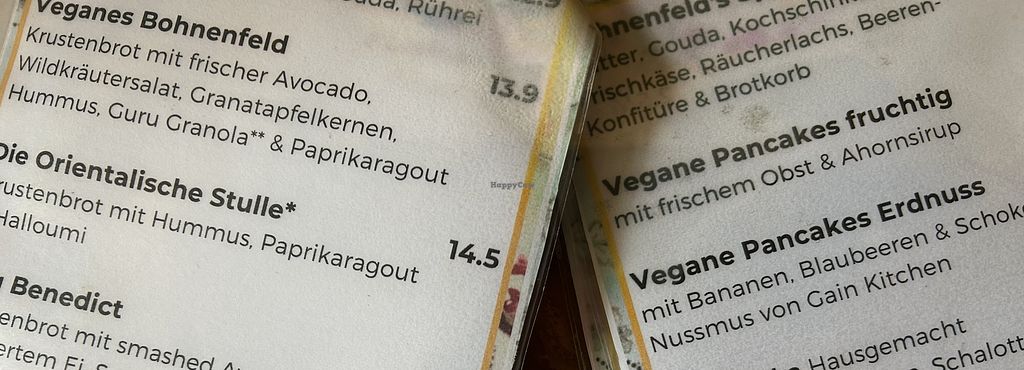 Rührei
Veganes Bohnenfeld
Krustenbrot mit frischer Avocado,
Wildkräutersalat, Granatapfelkernen, 13.9
Hummus, Guru Granola** & Paprikaragout
Die Orientalische Stulle*
rustenbrot mit Hummus, Paprikaragout 14.5
Halloumi
Benedict
enbrot mit smashed
ertem Ei,
hnenfeld's
tter, Gouda, Kochschin
rischkäse, Räucherlachs, Beeren-
Konfitüre & Brotkorb
Vegane Pancakes fruchtig
mit frischem Obst & Ahornsirup
Vegane Pancakes Erdnuss
mit Bananen, Blaubeeren & Schoko
Nussmus von Gain Kitchen
Hausgemacht
Schalott
HappyCow